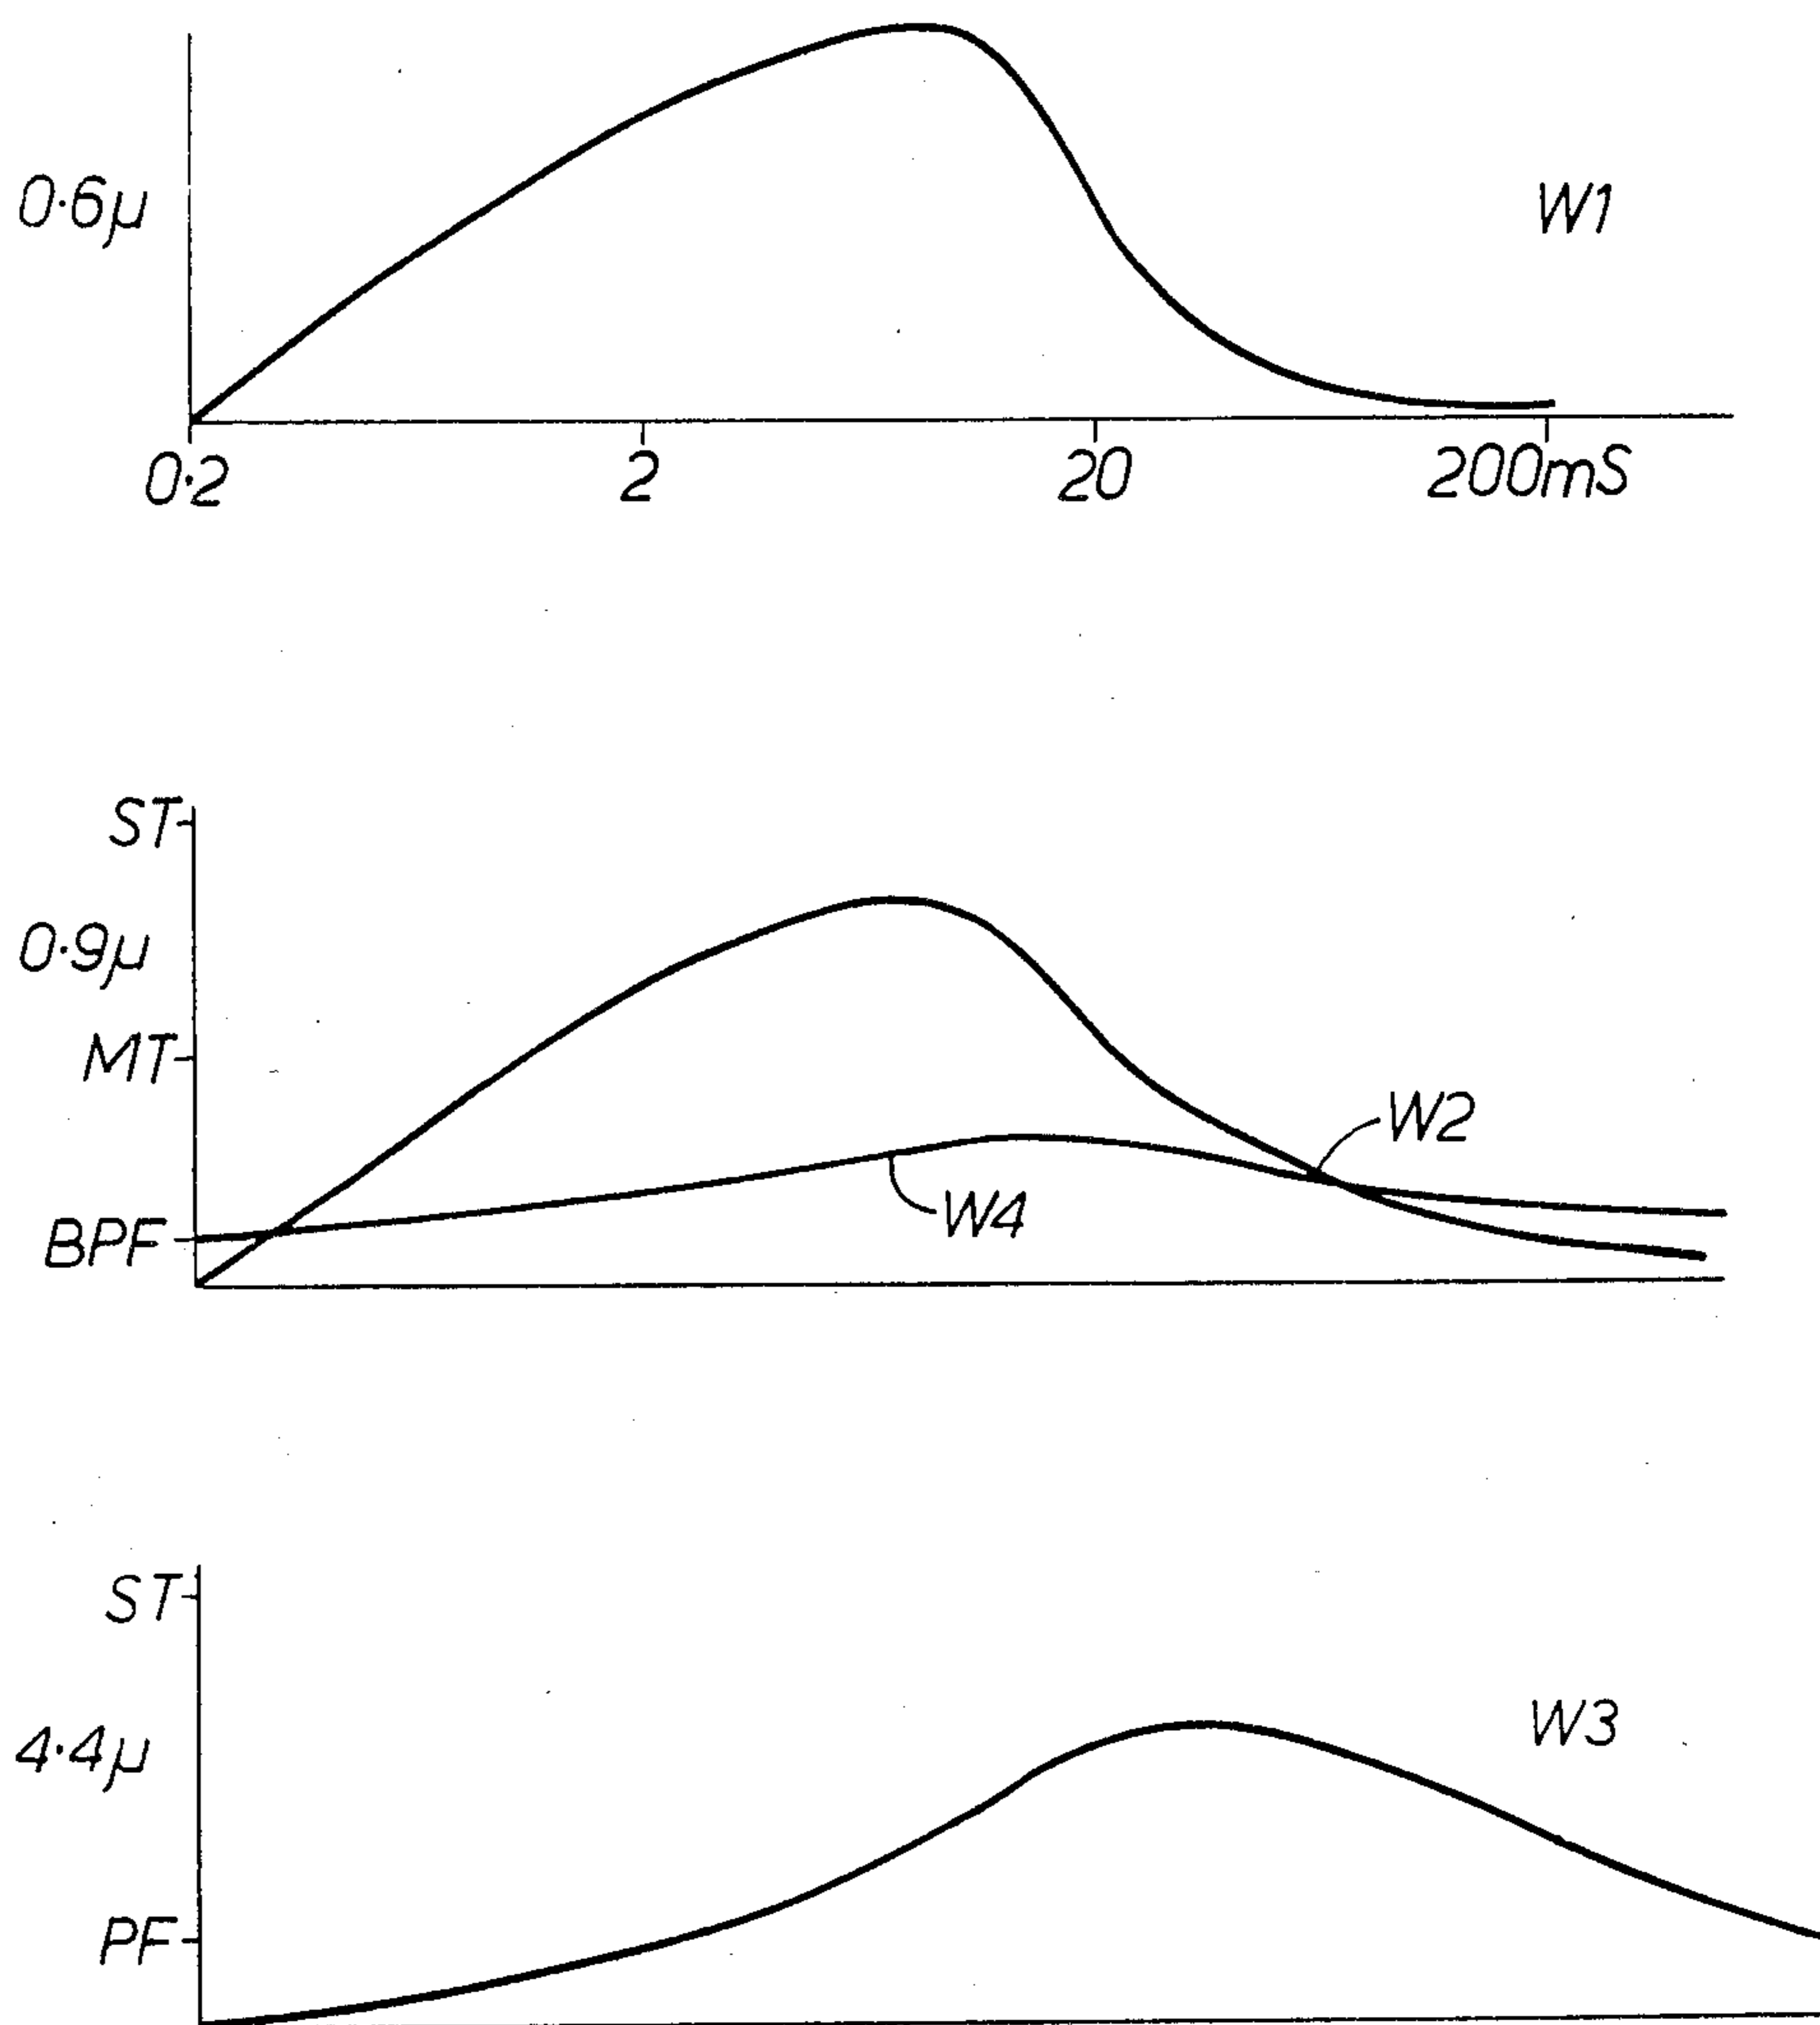 0·6μ
W1
0·2 2 20 200mS
ST
0·9μ
MT
W2
W4
BPF
ST
W3
4·4μ
PF